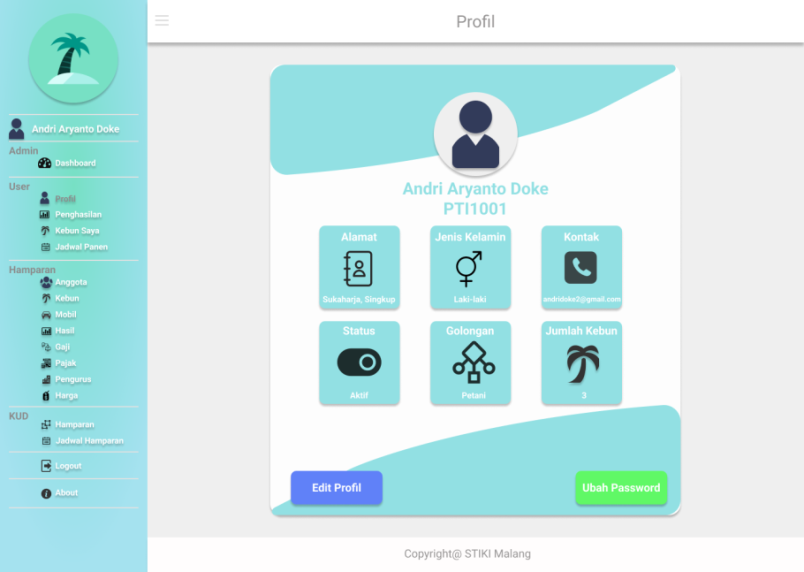 Profil
Andri Aryanto Doke
Admin
Dashboard
User
Profil
Penghasilan
Kebun Saya
Jadwal Panen
Hamparan
Anggota
Kebun
Mobil
Hasil
Gaji
Pajak
Pengurus
Harga
KUD
Hamparan
Jadwal Hamparan
Logout
About
Andri Aryanto Doke
PTI1001
Alamat
Sukaharja, Singkup
Jenis Kelamin
Laki-laki
Kontak
andridoke2@gmail.com
Status
Aktif
Golongan
Petani
Jumlah Kebun
3
Edit Profil
Ubah Password
Copyright@ STIKI Malang